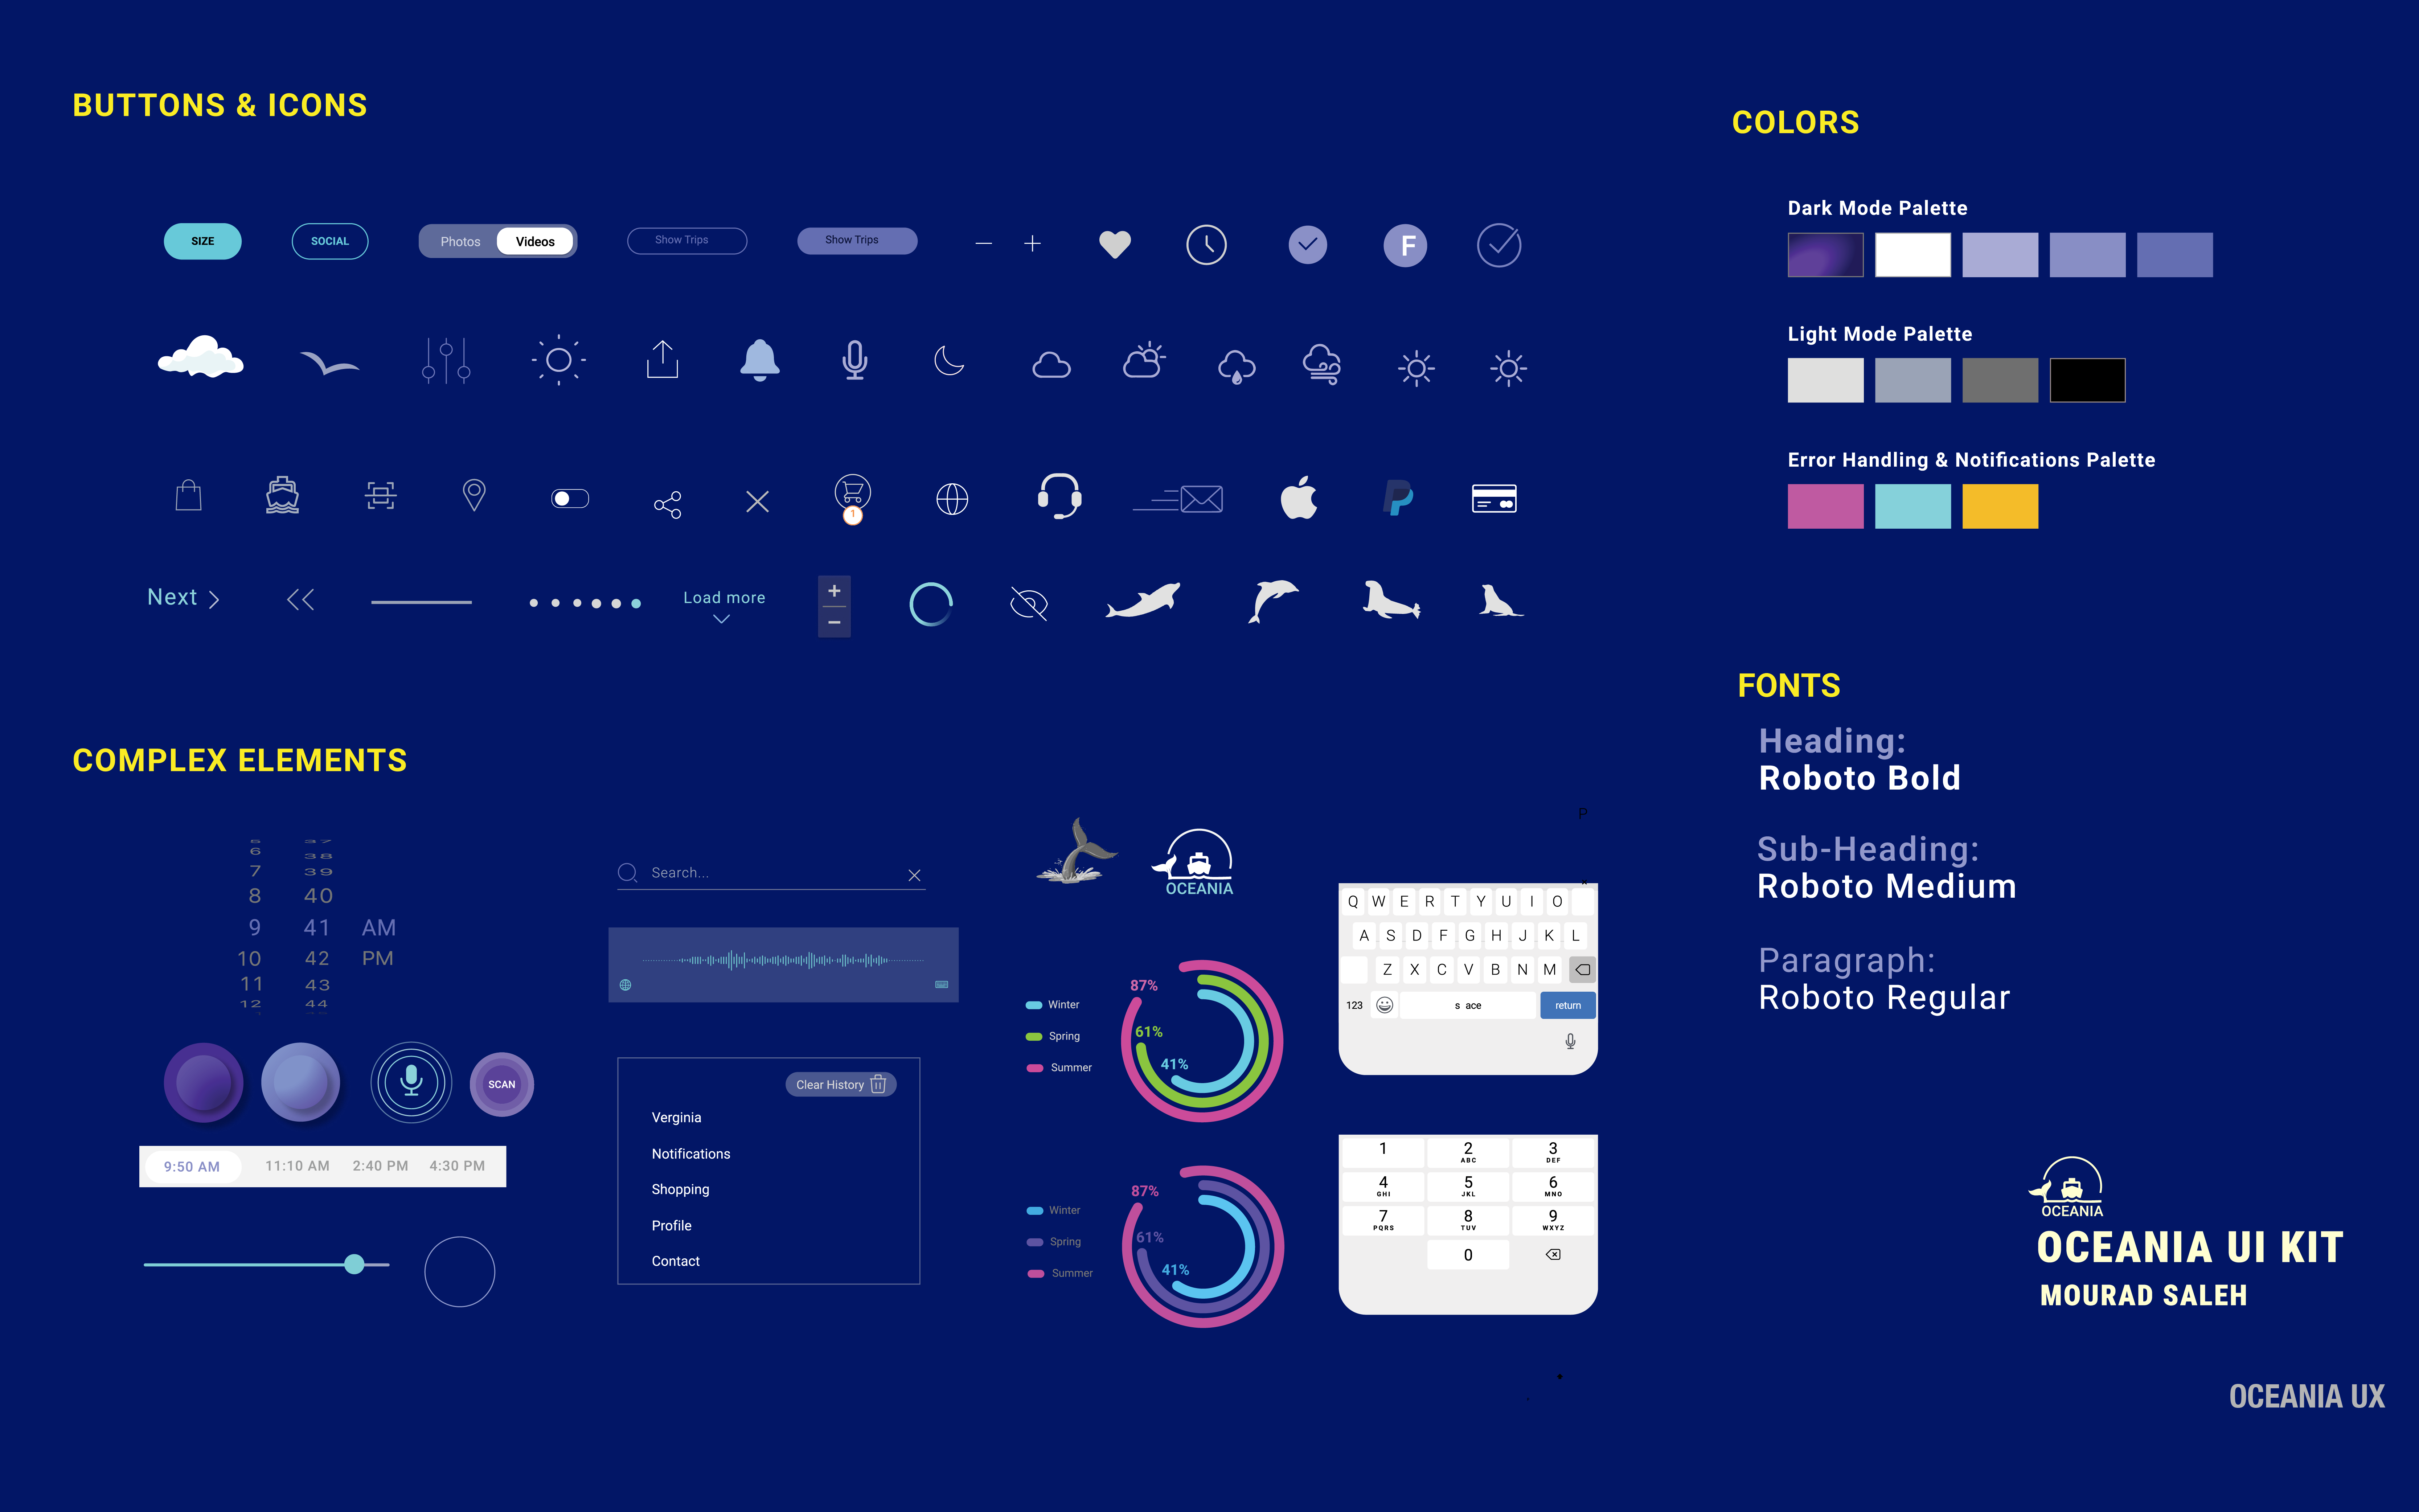 BUTTONS & ICONS
SIZE
SOCIAL
Photos
Videos
Show Trips
Show Trips
F
1
Next
Load more
COLORS
Dark Mode Palette
Light Mode Palette
Error Handling & Notifications Palette
FONTS
Heading:
Roboto Bold
Sub-Heading:
Roboto Medium
Paragraph:
Roboto Regular
COMPLEX ELEMENTS
6 38
7 39
8 40
9 41 AM
10 42 PM
11 43
12 44
SCAN
9:50 AM 11:10 AM 2:40 PM 4:30 PM
Search...
Clear History
Verginia
Notifications
Shopping
Profile
Contact
OCEANIA
Winter
Spring
Summer
87%
61%
41%
Winter
Spring
Summer
87%
61%
41%
P
Q W E R T Y U I O
A S D F G H J K L
Z X C V B N M
123 s ace return
1 2 3
ABC DEF
4 5 6
GHI JKL MNO
7 8 9
PQRS TUV WXYZ
0
OCEANIA
OCEANIA UI KIT
MOURAD SALEH
OCEANIA UX